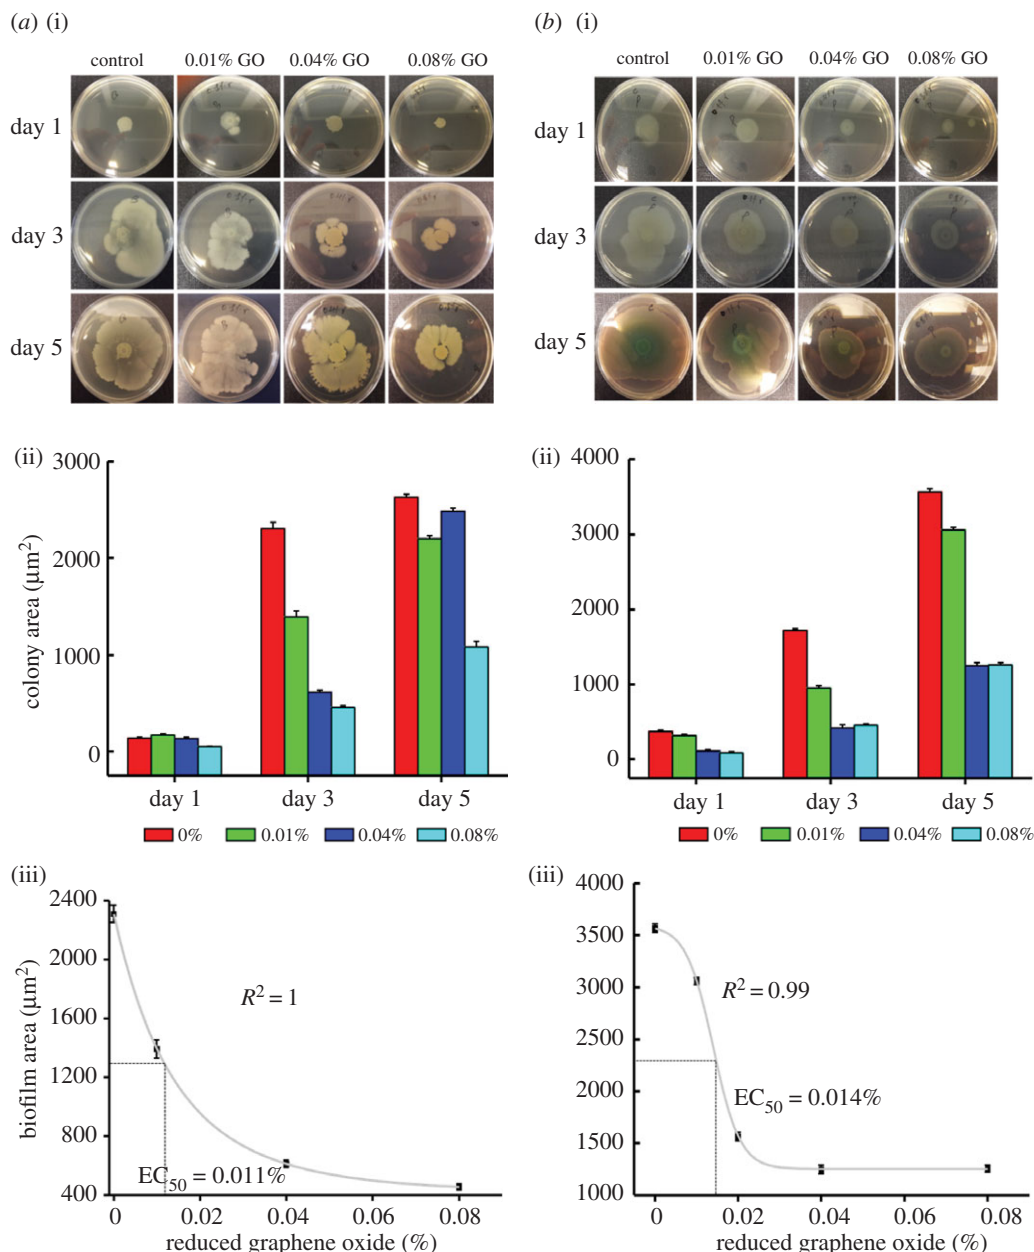 (a) (i)
control 0.01% GO 0.04% GO 0.08% GO
day 1
day 3
day 5
(ii)
3000
2000
1000
0
colony area (µm²)
day 1 day 3 day 5
0% 0.01% 0.04% 0.08%
(iii)
2400
2200
1600
1200
800
400
biofilm area (µm²)
R² = 1
EC50 = 0.011%
0 0.02 0.04 0.06 0.08
reduced graphene oxide (%)
(b) (i)
control 0.01% GO 0.04% GO 0.08% GO
day 1
day 3
day 5
(ii)
4000
3000
2000
1000
0
day 1 day 3 day 5
0% 0.01% 0.04% 0.08%
(iii)
4000
3500
3000
2500
2000
1500
1000
R² = 0.99
EC50 = 0.014%
0 0.02 0.04 0.06 0.08
reduced graphene oxide (%)